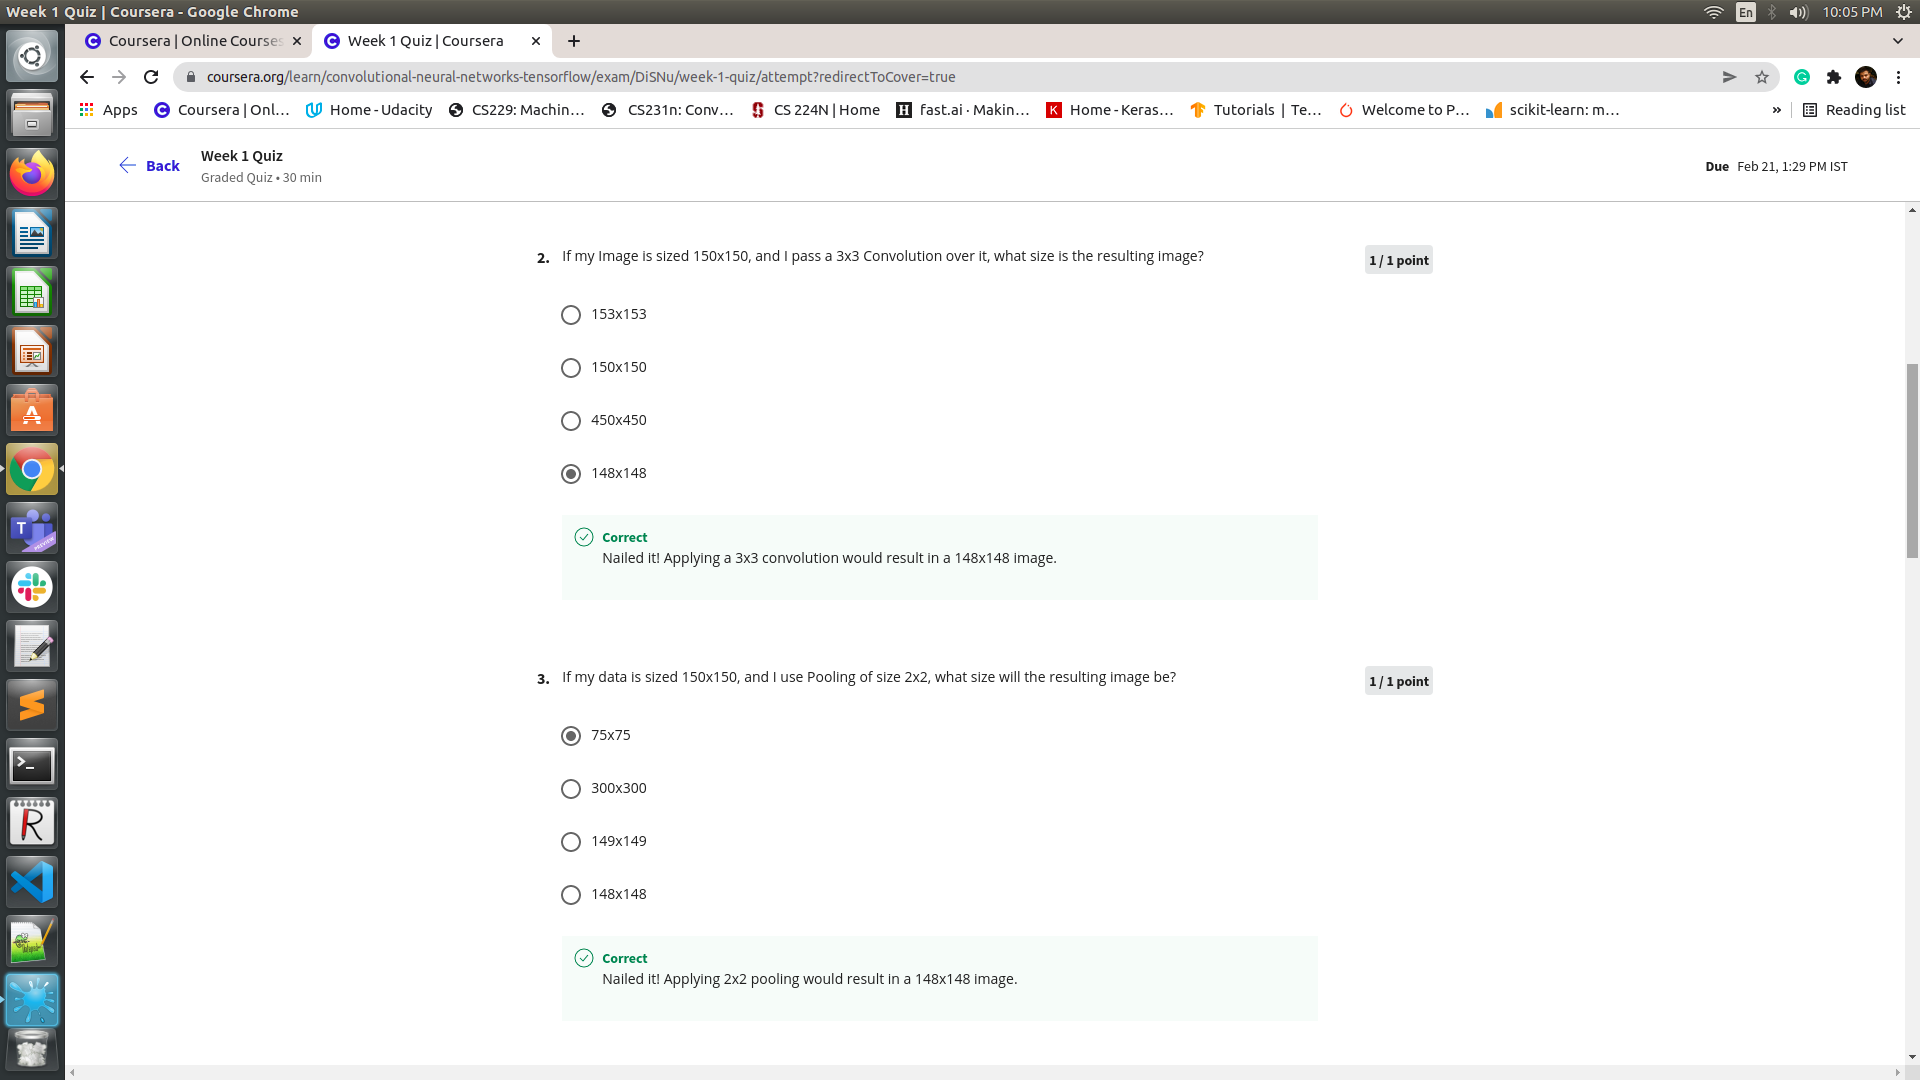 Week 1 Quiz | Coursera - Google Chrome
En
10:05 PM
Coursera | Online Courses
Week 1 Quiz | Coursera
coursera.org/learn/convolutional-neural-networks-tensorflow/exam/DiSNu/week-1-quiz/attempt?redirectToCover=true
Apps
Coursera | Onl...
Home - Udacity
CS229: Machin...
CS231n: Conv...
CS 224N | Home
fast.ai · Makin...
Home - Keras...
Tutorials | Te...
Welcome to P...
scikit-learn: m...
»
Reading list
Back
Week 1 Quiz
Graded Quiz • 30 min
Due Feb 21, 1:29 PM IST
2. If my Image is sized 150x150, and I pass a 3x3 Convolution over it, what size is the resulting image?
1 / 1 point
153x153
150x150
450x450
148x148
Correct
Nailed it! Applying a 3x3 convolution would result in a 148x148 image.
3. If my data is sized 150x150, and I use Pooling of size 2x2, what size will the resulting image be?
1 / 1 point
75x75
300x300
149x149
148x148
Correct
Nailed it! Applying 2x2 pooling would result in a 148x148 image.